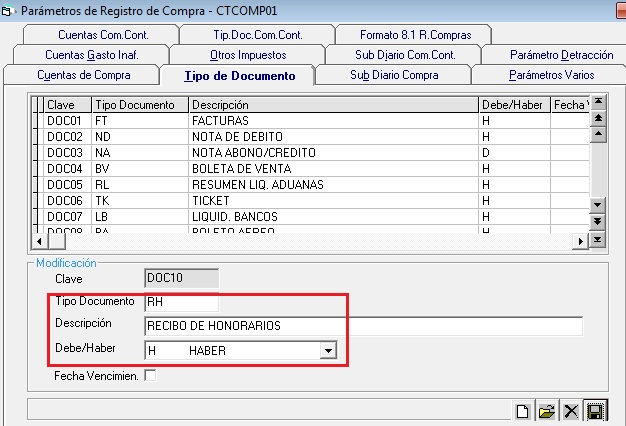 Parámetros de Registro de Compra - CTCOMP01
Cuentas Com.Cont. Tip.Doc.Com.Cont. Formato 8.1 R.Compras
Cuentas Gasto Inaf. Otros Impuestos Sub Diario Com.Cont. Parámetro Detracción
Cuentas de Compra Tipo de Documento Sub Diario Compra Parámetros Varios
Clave Tipo Documento Descripción Debe/Haber Fecha V
DOC01 FT FACTURAS H
DOC02 ND NOTA DE DEBITO H
DOC03 NA NOTA ABONO/CREDITO D
DOC04 BV BOLETA DE VENTA H
DOC05 RL RESUMEN LIQ. ADUANAS H
DOC06 TK TICKET H
DOC07 LB LIQUID. BANCOS H
DOC08 BA BOLETO AEREO H
Modificación
Clave DOC10
Tipo Documento RH
Descripción RECIBO DE HONORARIOS
Debe/Haber H HABER
Fecha Vencimien.